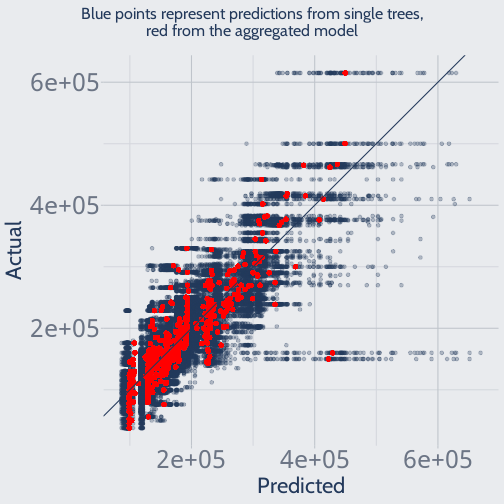 Blue points represent predictions from single trees,
red from the aggregated model
6e+05
4e+05
2e+05
Actual
2e+05 4e+05 6e+05
Predicted